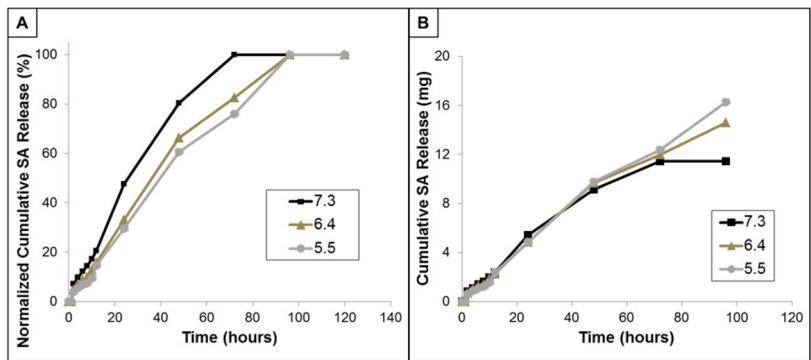 A
Normalized Cumulative SA Release (%)
100
80
60
40
20
0
0 20 40 60 80 100 120 140
Time (hours)
7.3
6.4
5.5
B
Cumulative SA Release (mg)
20
16
12
8
4
0
0 20 40 60 80 100 120
Time (hours)
7.3
6.4
5.5